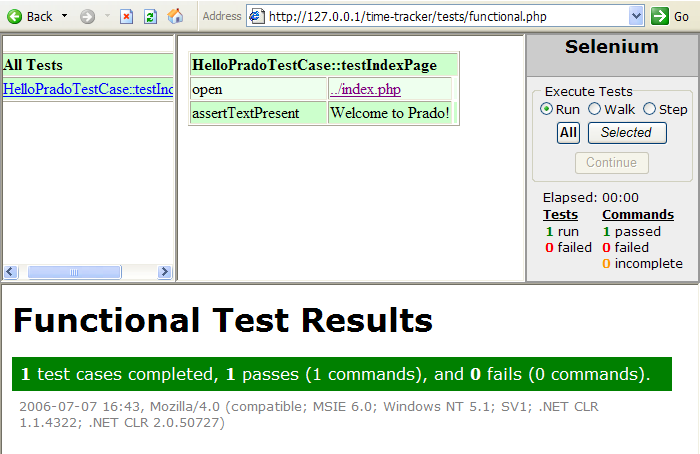 Back
Address http://127.0.0.1/time-tracker/tests/functional.php Go
All Tests
HelloPradoTestCase::testInd
HelloPradoTestCase::testIndexPage
open ../index.php
assertTextPresent Welcome to Prado!
Selenium
Execute Tests
Run Walk Step
All Selected
Continue
Elapsed: 00:00
Tests Commands
1 run 1 passed
0 failed 0 failed
0 incomplete
Functional Test Results
1 test cases completed, 1 passes (1 commands), and 0 fails (0 commands).
2006-07-07 16:43, Mozilla/4.0 (compatible; MSIE 6.0; Windows NT 5.1; SV1; .NET CLR
1.1.4322; .NET CLR 2.0.50727)